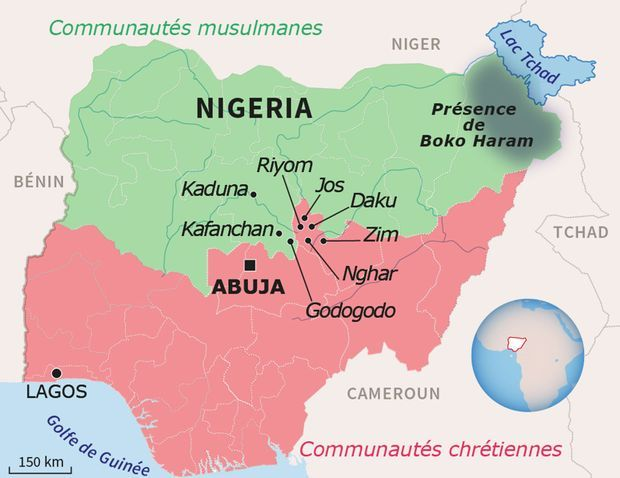 Communautés musulmanes
NIGER
Lac Tchad
NIGERIA
Présence
de
Boko Haram
BÉNIN
Riyom
Jos
Kaduna
Daku
Kafanchan
Zim
TCHAD
Nghar
ABUJA
Godogodo
LAGOS
CAMEROUN
Golfe de Guinée
Communautés chrétiennes
150 km